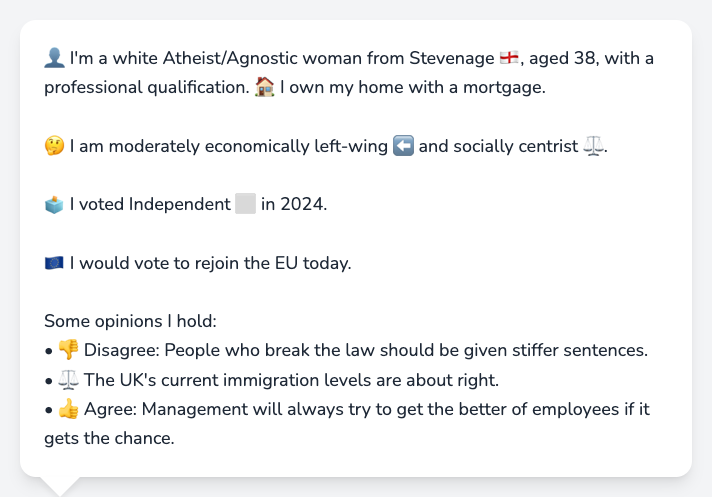 👤 I'm a white Atheist/Agnostic woman from Stevenage 🏴󠁧󠁢󠁥󠁮󠁧󠁿, aged 38, with a
professional qualification. 🏠 I own my home with a mortgage.
🤔 I am moderately economically left-wing ⬅️ and socially centrist ⚖️.
🗳️ I voted Independent ⬜ in 2024.
🇪🇺 I would vote to rejoin the EU today.
Some opinions I hold:
• 👎 Disagree: People who break the law should be given stiffer sentences.
• ⚖️ The UK's current immigration levels are about right.
• 👍 Agree: Management will always try to get the better of employees if it
gets the chance.